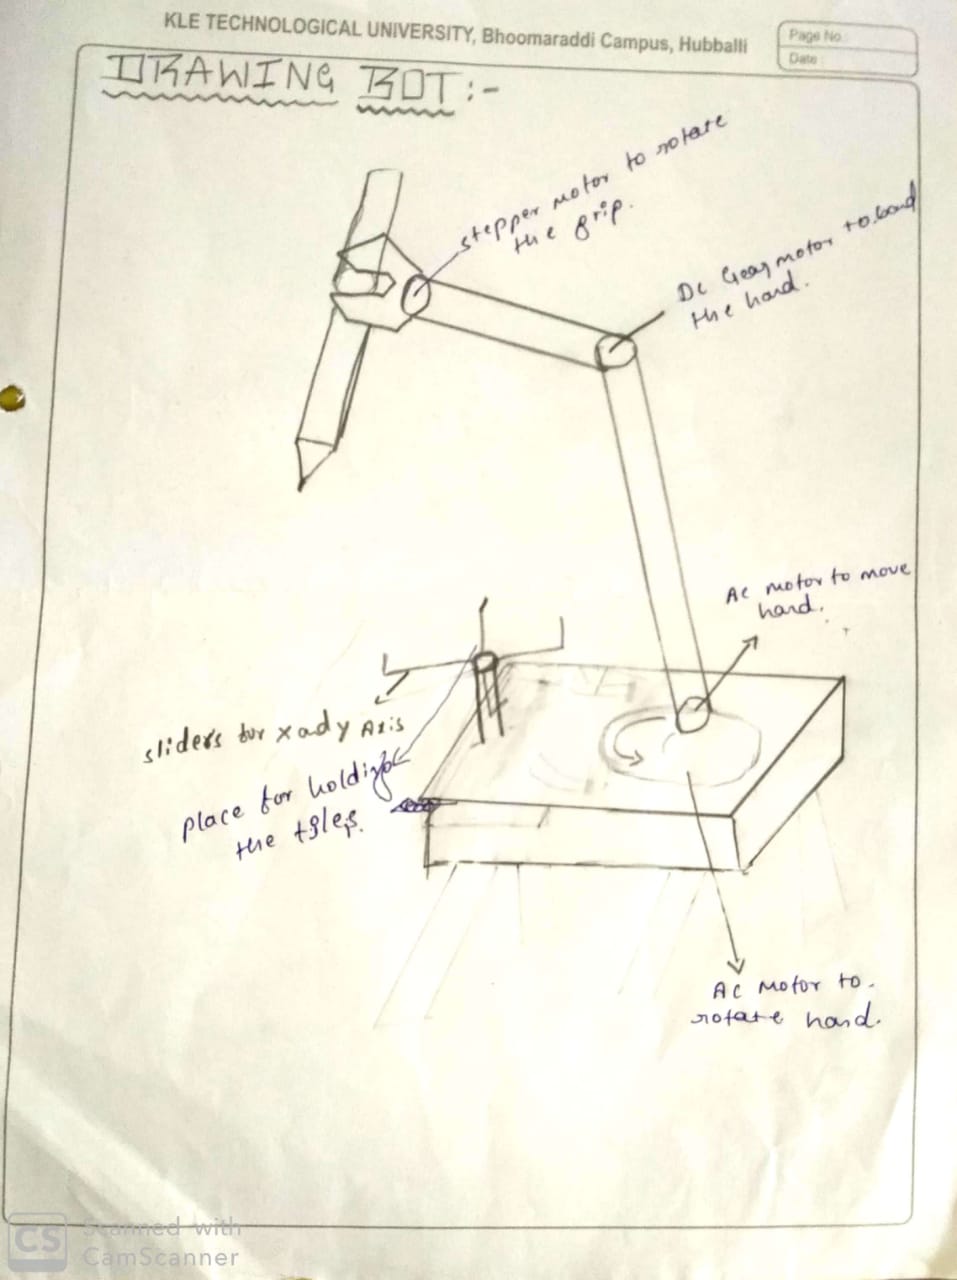 KLE TECHNOLOGICAL UNIVERSITY, Bhoomaraddi Campus, Hubballi
Page No.:
Date :
DRAWING BOT :-
stepper motor to rotate
the grip.
DC Gear motor to bend
the hand.
AC motor to move
hand.
sliders for x ady Axis
place for holding
the tiles.
AC Motor to
rotate hand.
CS
Scanned with
CamScanner